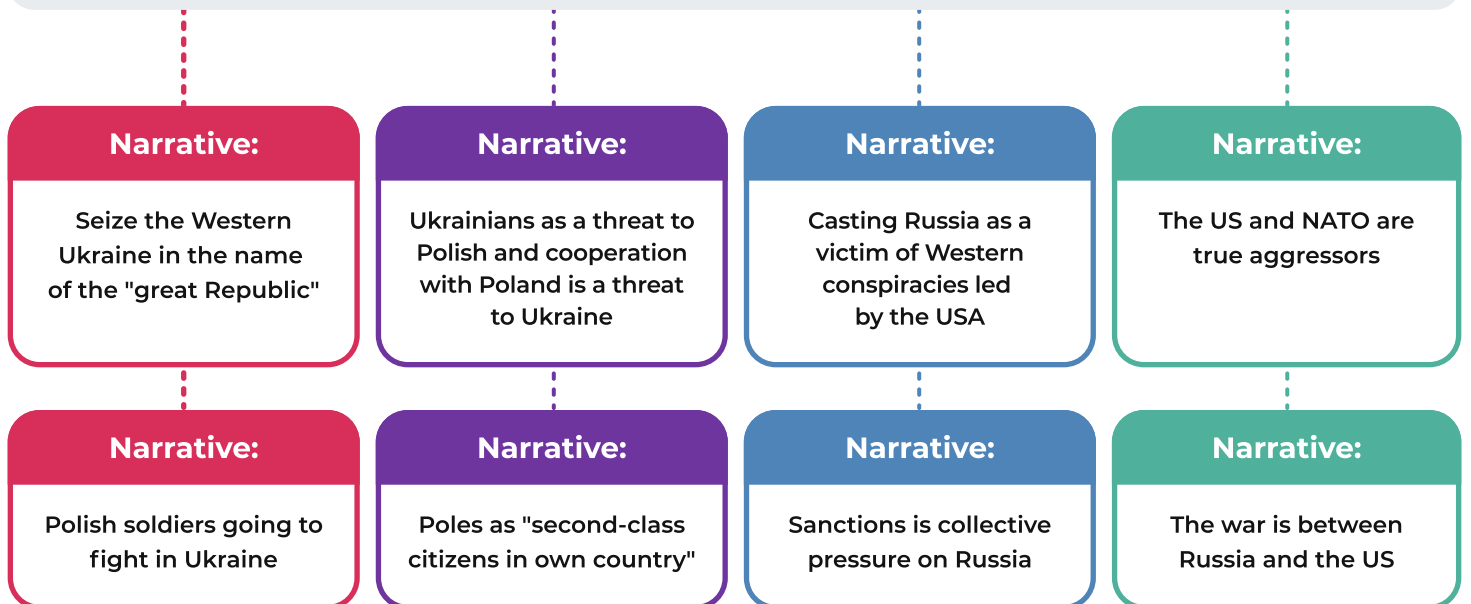 Narrative:
Seize the Western
Ukraine in the name
of the "great Republic"
Narrative:
Ukrainians as a threat to
Polish and cooperation
with Poland is a threat
to Ukraine
Narrative:
Casting Russia as a
victim of Western
conspiracies led
by the USA
Narrative:
The US and NATO are
true aggressors
Narrative:
Polish soldiers going to
fight in Ukraine
Narrative:
Poles as "second-class
citizens in own country"
Narrative:
Sanctions is collective
pressure on Russia
Narrative:
The war is between
Russia and the US